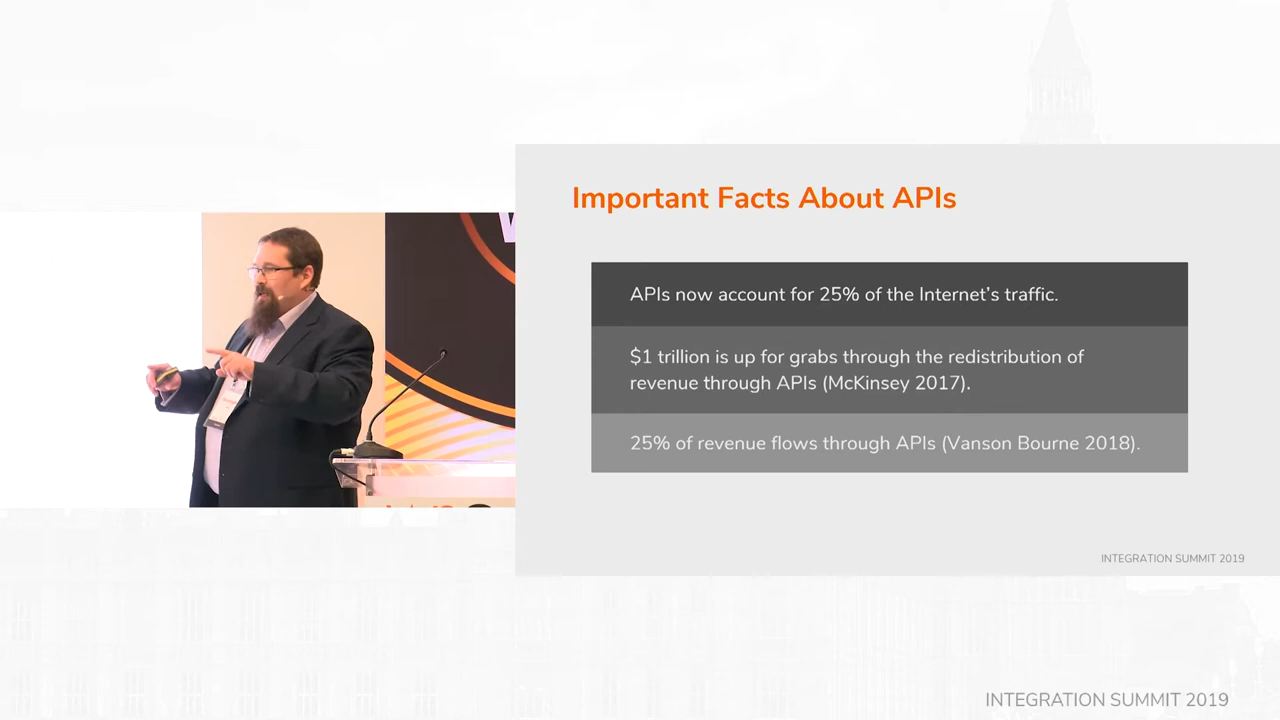 Important Facts About APIs
APIs now account for 25% of the Internet's traffic.
$1 trillion is up for grabs through the redistribution of
revenue through APIs (McKinsey 2017).
25% of revenue flows through APIs (Vanson Bourne 2018).
INTEGRATION SUMMIT 2019
INTEGRATION SUMMIT 2019